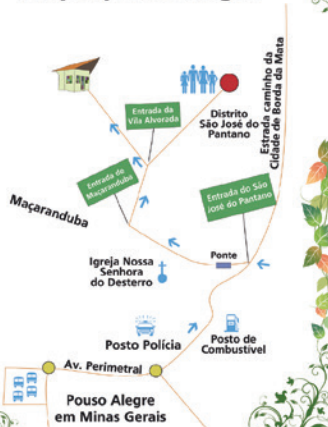 Entrada da
Vila Alvorada
Distrito
São José do
Pantano
Estrada caminho da
Cidade de Borda da Mata
Entrada de
Maçaranduba
Entrada do São
José do Pantano
Maçaranduba
Igreja Nossa
Senhora
do Desterro
Ponte
Posto Polícia
Posto de
Combustível
Av. Perimetral
Pouso Alegre
em Minas Gerais